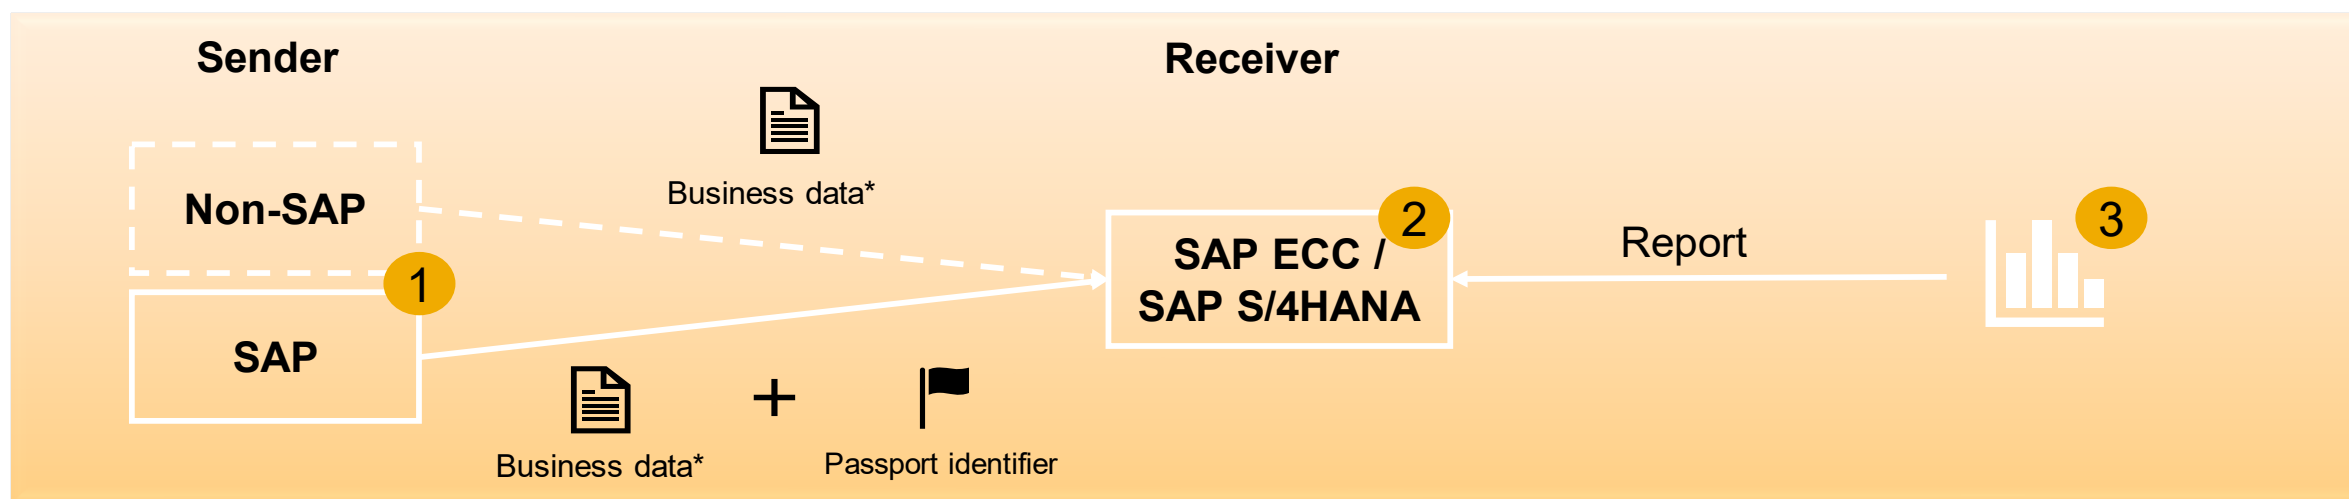 Sender
Receiver
Business data*
Non-SAP
SAP ECC /
SAP S/4HANA
2
Report
3
1
SAP
Business data*
+
Passport identifier